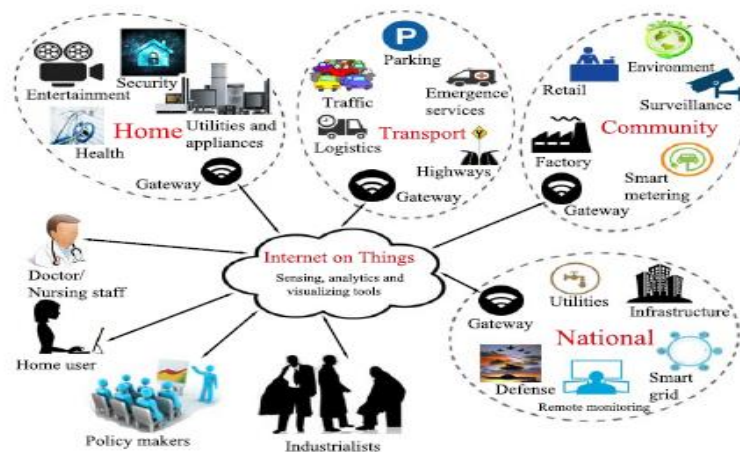 Entertainment
Security
Health
Home
Utilities and
appliances
Gateway
P
Parking
Traffic
Emergence
services
Logistics
Transport
Highways
Gateway
Retail
Environment
Surveillance
Factory
Community
Smart
metering
Gateway
Internet on Things
Sensing, analytics and
visualizing tools
Doctor/
Nursing staff
Home user
Policy makers
Industrialists
Gateway
Utilities
Infrastructure
National
Defense
Remote monitoring
Smart
grid